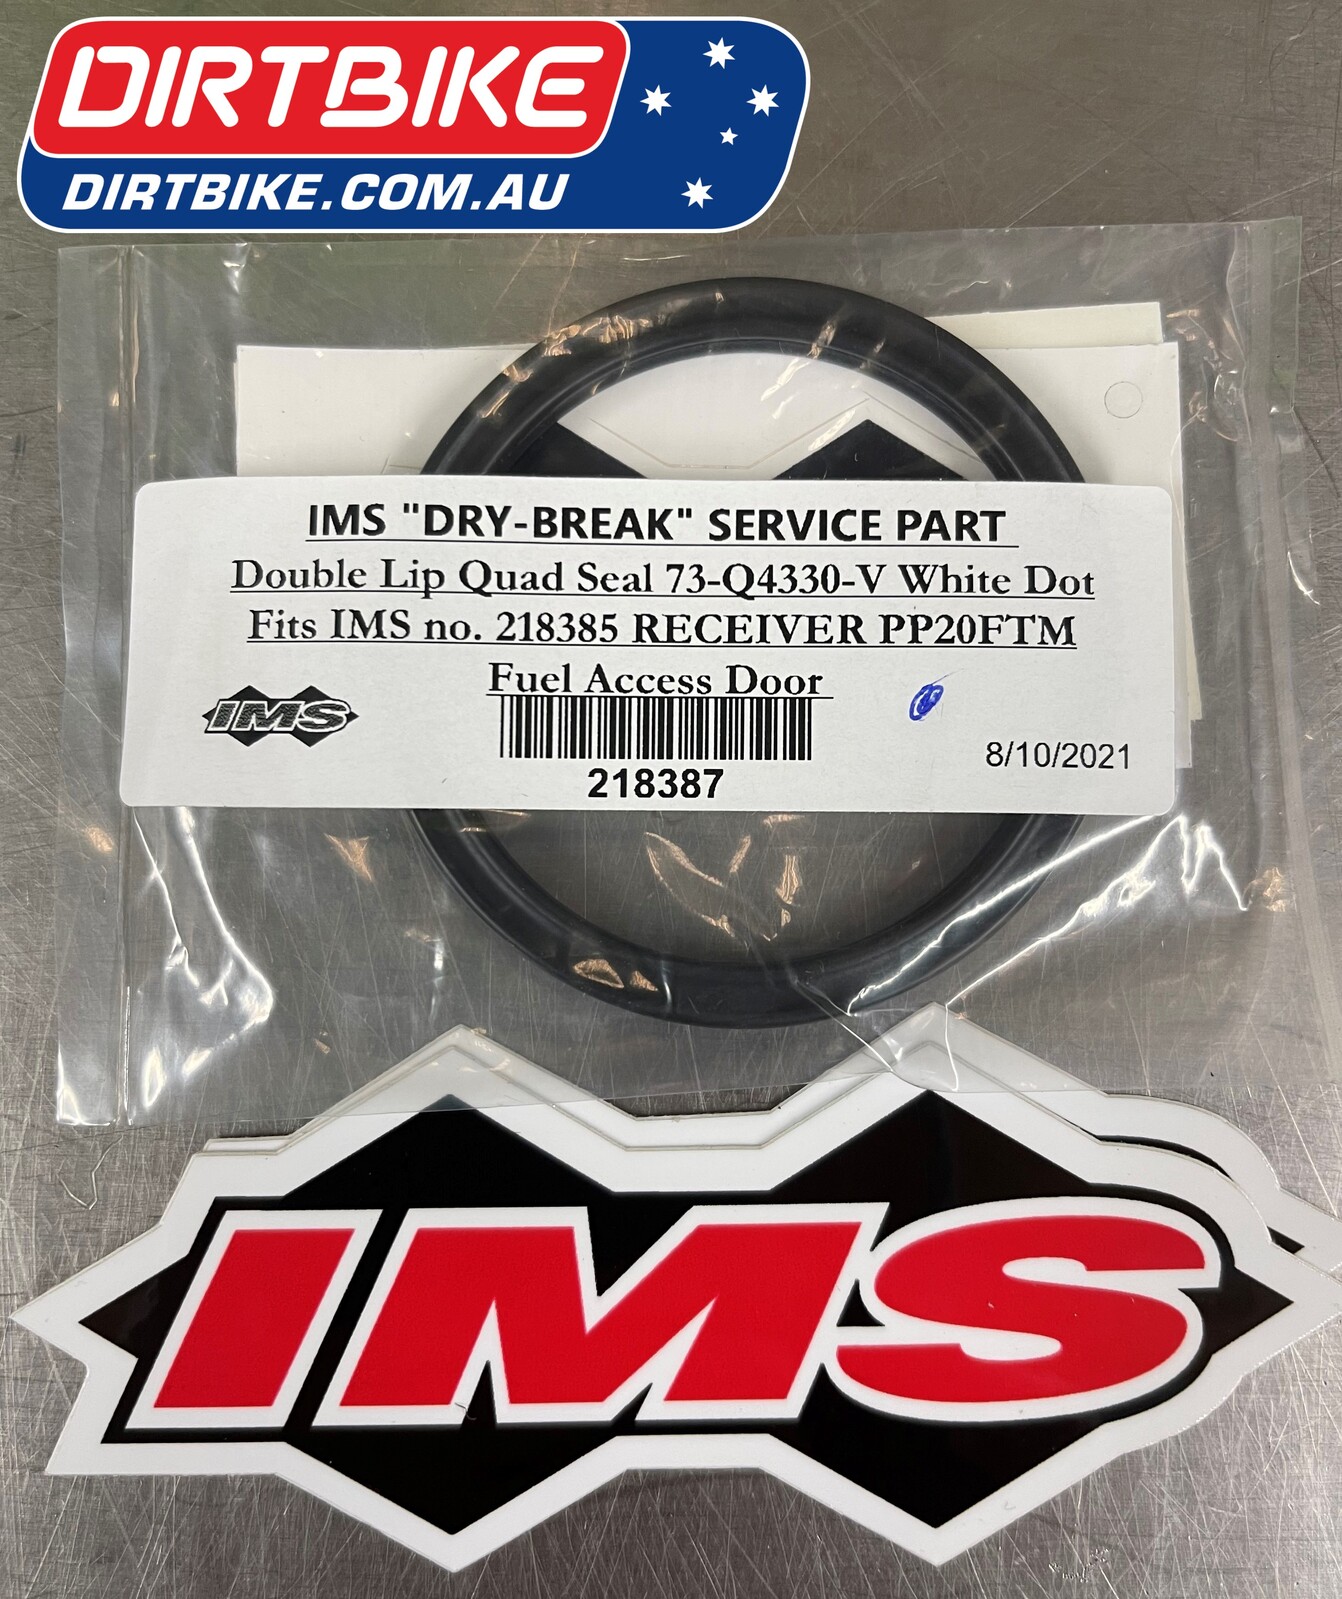 DIRTBIKE
DIRTBIKE.COM.AU
IMS "DRY-BREAK" SERVICE PART
Double Lip Quad Seal 73-Q4330-V White Dot
Fits IMS no. 218385 RECEIVER PP20FTM
Fuel Access Door
IMS
8/10/2021
218387
IMS